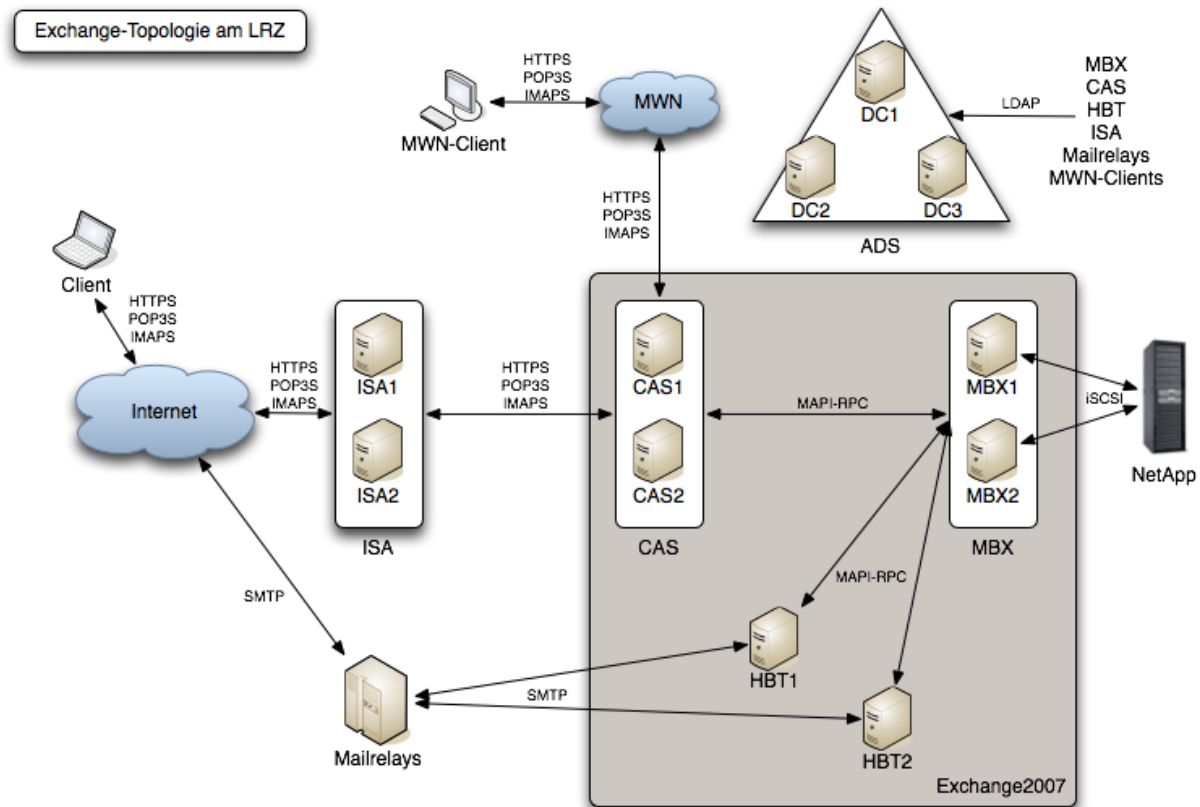 Exchange-Topologie am LRZ
HTTPS
POP3S
IMAPS
MWN-Client
MWN
HTTPS
POP3S
IMAPS
DC1
DC2
DC3
ADS
LDAP
MBX
CAS
HBT
ISA
Mailrelays
MWN-Clients
Client
HTTPS
POP3S
IMAPS
Internet
HTTPS
POP3S
IMAPS
ISA1
ISA2
ISA
HTTPS
POP3S
IMAPS
CAS1
CAS2
CAS
MAPI-RPC
MBX1
MBX2
MBX
iSCSI
NetApp
MAPI-RPC
SMTP
Mailrelays
SMTP
HBT1
HBT2
Exchange2007